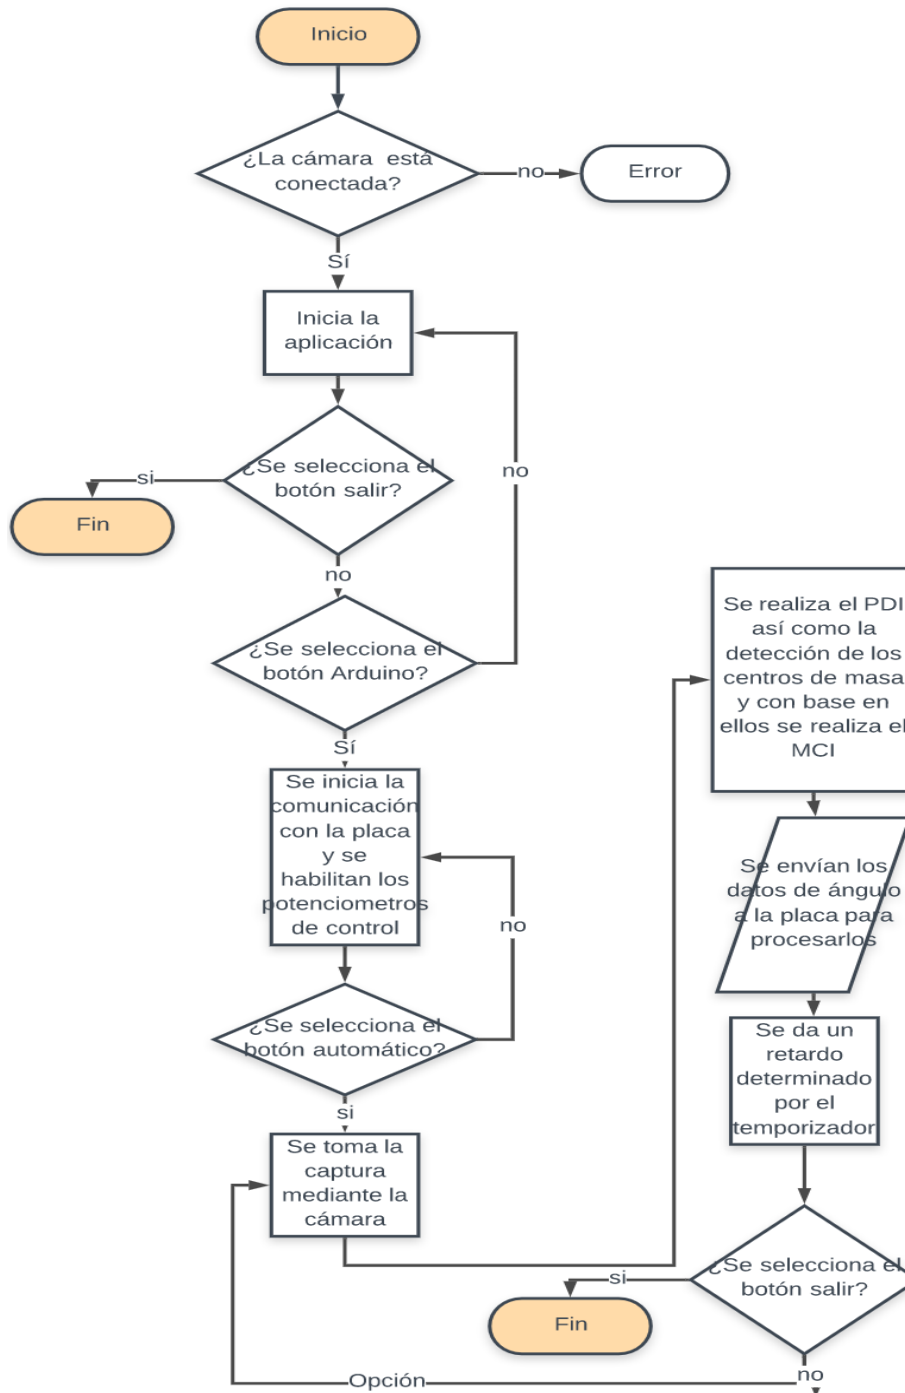 Inicio
¿La cámara está
conectada?
no
Error
Sí
Inicia la
aplicación
¿Se selecciona el
botón salir?
si
Fin
no
no
¿Se selecciona el
botón Arduino?
Sí
Se inicia la
comunicación
con la placa
y se
habilitan los
potenciometros
de control
no
¿Se selecciona el
botón automático?
si
Se toma la
captura
mediante la
cámara
Se realiza el PDI
así como la
detección de los
centros de masa
y con base en
ellos se realiza el
MCI
Se envían los
datos de ángulo
a la placa para
procesarlos
Se da un
retardo
determinado
por el
temporizador
¿Se selecciona el
botón salir?
si
Fin
no
Opción